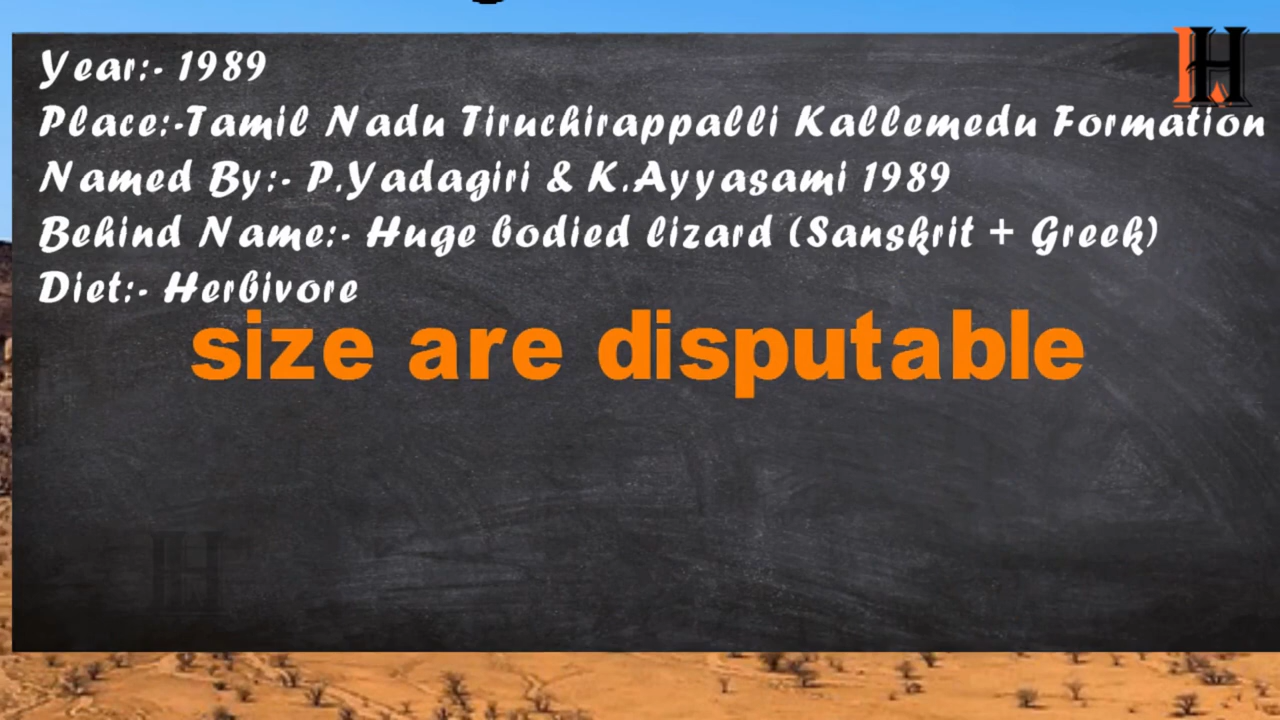 Year:- 1989
Place:-Tamil Nadu Tiruchirappalli Kallemedu Formation
Named By:- P.Yadagiri & K.Ayyasami 1989
Behind Name:- Huge bodied lizard (Sanskrit + Greek)
Diet:- Herbivore
size are disputable